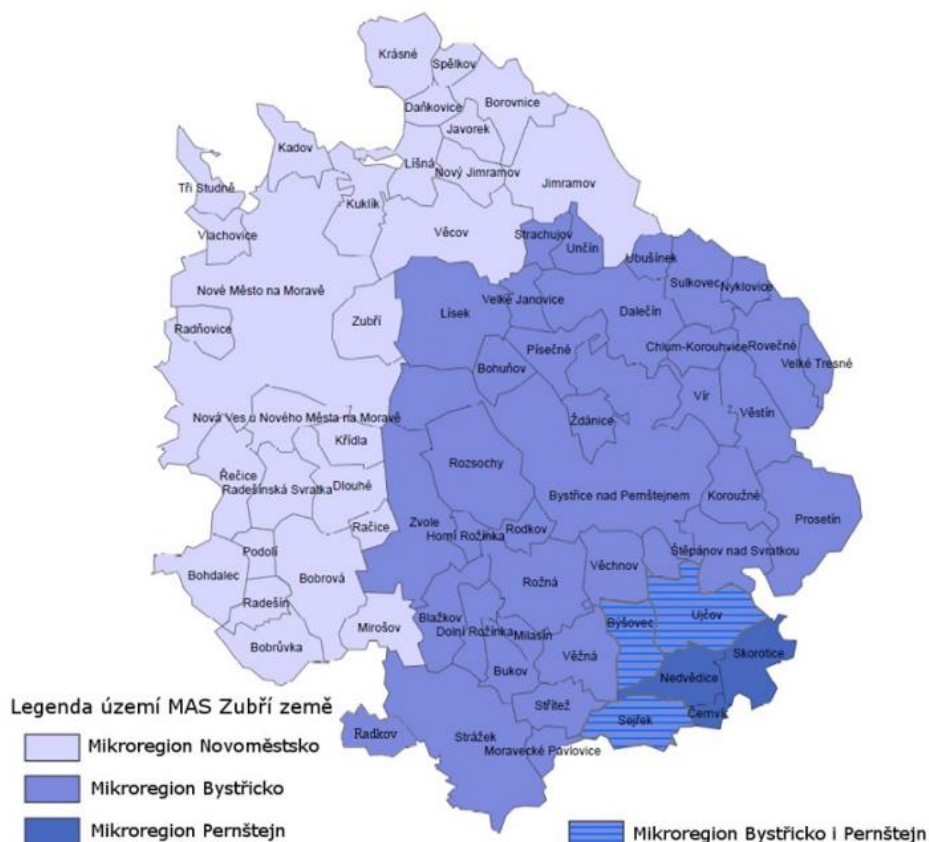 Krásné
Spělkov
Daňkovice
Borovnice
Javorek
Kadov
Líšná
Nový Jimramov
Jimramov
Tři Studně
Kuklík
Vlachovice
Věcov
Strachujov
Unčín
Ubušínek
Sulkovec
Nyklovice
Nové Město na Moravě
Velké Janovice
Lísek
Dalečín
Radňovice
Zubří
Písečné
Chlum-Korouhvice
Rovečné
Velké Tresné
Bohuňov
Vír
Věstín
Nová Ves u Nového Města na Moravě
Ždánice
Křídla
Rozsochy
Řečice
Radešínská Svratka
Dlouhé
Bystřice nad Pernštejnem
Koroužné
Prosetín
Račice
Zvole
Horní Rožínka
Rodkov
Podolí
Štěpánov nad Svratkou
Bohdalec
Bobrová
Rožná
Věchnov
Radešín
Blažkov
Býšovec
Ujčov
Bobrůvka
Mirošov
Dolní Rožínka
Milasín
Věžná
Skorotice
Bukov
Nedvědice
Střítež
Černvír
Legenda území MAS Zubří země
Radkov
Strážek
Sejřek
Moravecké Pavlovice
Mikroregion Novoměstsko
Mikroregion Bystřicko
Mikroregion Pernštejn
Mikroregion Bystřicko i Pernštejn